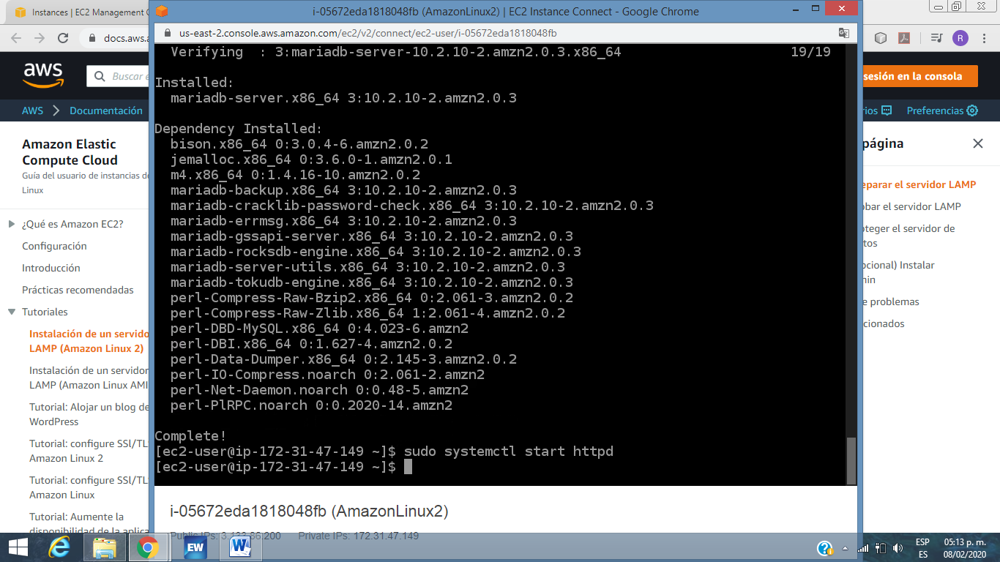 Instances | EC2 Management C
i-05672eda1818048fb (AmazonLinux2) | EC2 Instance Connect - Google Chrome
docs.aws.a
us-east-2.console.aws.amazon.com/ec2/v2/connect/ec2-user/i-05672eda1818048fb
R
aws
Buscar e
sesión en la consola
AWS
Documentación
rios
Preferencias
Amazon Elastic
Compute Cloud
Guía del usuario de instancias de
Linux
¿Qué es Amazon EC2?
Configuración
Introducción
Prácticas recomendadas
Tutoriales
Instalación de un servido
LAMP (Amazon Linux 2)
Instalación de un servidor
LAMP (Amazon Linux AMI
Tutorial: Alojar un blog de
WordPress
Tutorial: configure SSl/TL
Amazon Linux 2
Tutorial: configure SSl/TL
Amazon Linux
Tutorial: Aumente la
disponibilidad de la aplica
Verifying : 3:mariadb-server-10.2.10-2.amzn2.0.3.x86_64 19/19
Installed:
mariadb-server.x86_64 3:10.2.10-2.amzn2.0.3
Dependency Installed:
bison.x86_64 0:3.0.4-6.amzn2.0.2
jemalloc.x86_64 0:3.6.0-1.amzn2.0.1
m4.x86_64 0:1.4.16-10.amzn2.0.2
mariadb-backup.x86_64 3:10.2.10-2.amzn2.0.3
mariadb-cracklib-password-check.x86_64 3:10.2.10-2.amzn2.0.3
mariadb-errmsg.x86_64 3:10.2.10-2.amzn2.0.3
mariadb-gssapi-server.x86_64 3:10.2.10-2.amzn2.0.3
mariadb-rocksdb-engine.x86_64 3:10.2.10-2.amzn2.0.3
mariadb-server-utils.x86_64 3:10.2.10-2.amzn2.0.3
mariadb-tokudb-engine.x86_64 3:10.2.10-2.amzn2.0.3
perl-Compress-Raw-Bzip2.x86_64 0:2.061-3.amzn2.0.2
perl-Compress-Raw-Zlib.x86_64 1:2.061-4.amzn2.0.2
perl-DBD-MySQL.x86_64 0:4.023-6.amzn2
perl-DBI.x86_64 0:1.627-4.amzn2.0.2
perl-Data-Dumper.x86_64 0:2.145-3.amzn2.0.2
perl-IO-Compress.noarch 0:2.061-2.amzn2
perl-Net-Daemon.noarch 0:0.48-5.amzn2
perl-PlRPC.noarch 0:0.2020-14.amzn2
Complete!
[ec2-user@ip-172-31-47-149 ~]$ sudo systemctl start httpd
[ec2-user@ip-172-31-47-149 ~]$
i-05672eda1818048fb (AmazonLinux2)
Public IPs: 3.133.86.200 Private IPs: 172.31.47.149
página
eparar el servidor LAMP
obar el servidor LAMP
oteger el servidor de
tos
pcional) Instalar
min
e problemas
cionados
EW
ESP
ES
05:13 p. m.
08/02/2020